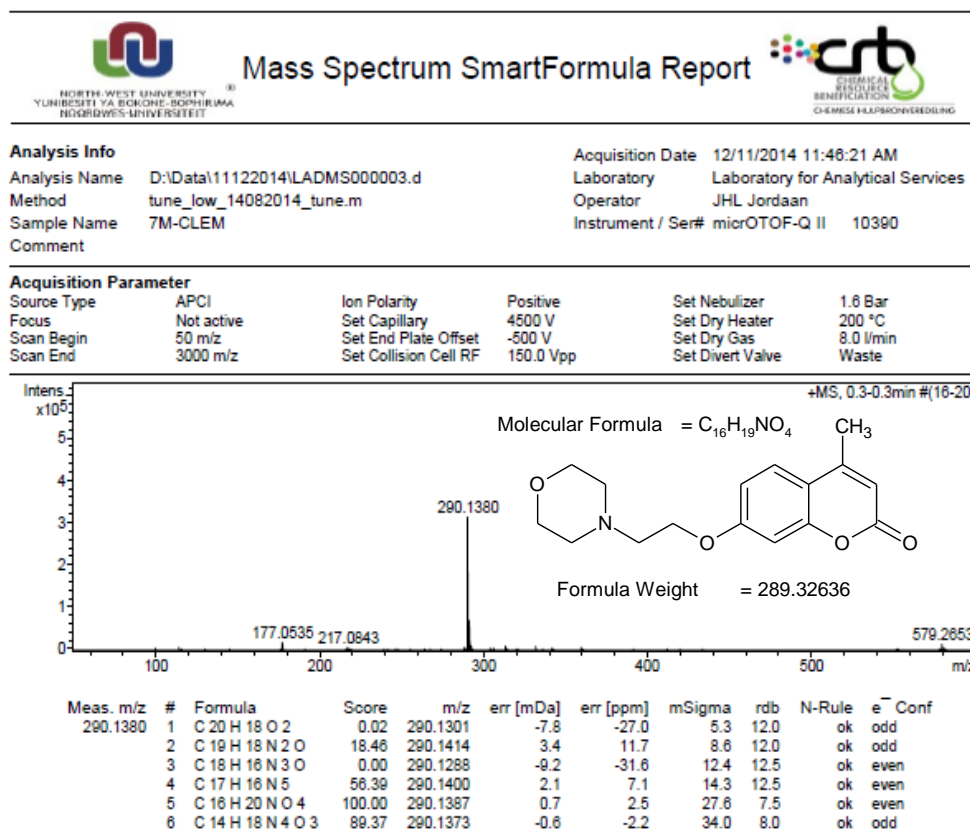 Mass Spectrum SmartFormula Report
NORTH-WEST UNIVERSITY ®
YUNIBESITI YA BOKONE-BOPHIRIMA
NOORDWES-UNIVERSITEIT
crb
CHEMICAL
RESOURCE
BENEFICIATION
CHEMIESE HULPBRONVEREDELING
Analysis Info
Acquisition Date 12/11/2014 11:46:21 AM
Analysis Name D:\Data\11122014\LADMS000003.d
Laboratory Laboratory for Analytical Services
Method tune_low_14082014_tune.m
Operator JHL Jordaan
Sample Name 7M-CLEM
Instrument / Ser# micrOTOF-Q II 10390
Comment
Acquisition Parameter
Source Type APCI Ion Polarity Positive Set Nebulizer 1.6 Bar
Focus Not active Set Capillary 4500 V Set Dry Heater 200 °C
Scan Begin 50 m/z Set End Plate Offset -500 V Set Dry Gas 8.0 l/min
Scan End 3000 m/z Set Collision Cell RF 150.0 Vpp Set Divert Valve Waste
Intens.
x10⁵
+MS, 0.3-0.3min #(16-20
Molecular Formula = C₁₆H₁₉NO₄
CH₃
5
4
O
290.1380
3
N
O
O
O
2
Formula Weight = 289.32636
1
177.0535
217.0843
579.2653
0
100 200 300 400 500 m/z
Meas. m/z # Formula Score m/z err [mDa] err [ppm] mSigma rdb N-Rule e⁻ Conf
290.1380 1 C 20 H 18 O 2 0.02 290.1301 -7.8 -27.0 5.3 12.0 ok odd
2 C 19 H 18 N 2 O 18.46 290.1414 3.4 11.7 8.6 12.0 ok odd
3 C 18 H 16 N 3 O 0.00 290.1288 -9.2 -31.6 12.4 12.5 ok even
4 C 17 H 16 N 5 56.39 290.1400 2.1 7.1 14.3 12.5 ok even
5 C 16 H 20 N O 4 100.00 290.1387 0.7 2.5 27.6 7.5 ok even
6 C 14 H 18 N 4 O 3 89.37 290.1373 -0.6 -2.2 34.0 8.0 ok odd